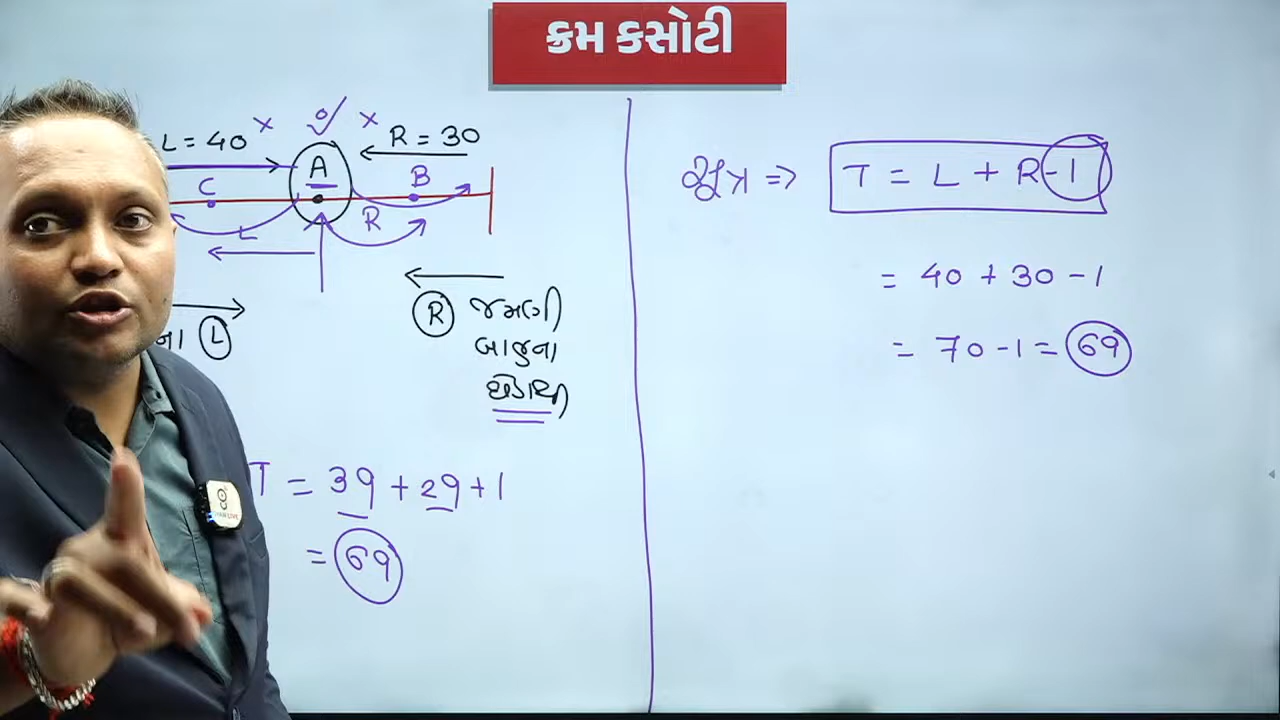 ક્રમ કસોટી
L = 40 × ✓ × R = 30
A
C B
L R
ના L
R જમણી
બાજુના
છેડાથી
T = 39 + 29 + 1
= 69
સૂત્ર ⇒ T = L + R - 1
= 40 + 30 - 1
= 70 - 1 = 69